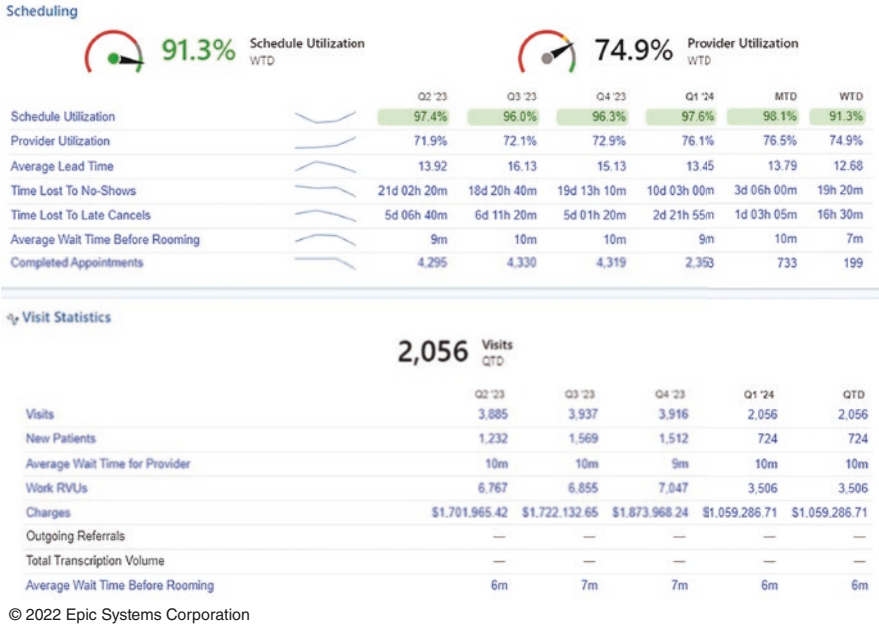 Scheduling
91.3% Schedule Utilization
WTD
74.9% Provider Utilization
WTD
Q2 '23 Q3 '23 Q4 '23 Q1 '24 MTD WTD
Schedule Utilization 97.4% 96.0% 96.3% 97.6% 98.1% 91.3%
Provider Utilization 71.9% 72.1% 72.9% 76.1% 76.5% 74.9%
Average Lead Time 13.92 16.13 15.13 13.45 13.79 12.68
Time Lost To No-Shows 21d 02h 20m 18d 20h 40m 19d 13h 10m 10d 03h 00m 3d 06h 00m 19h 20m
Time Lost To Late Cancels 5d 06h 40m 6d 11h 20m 5d 01h 20m 2d 21h 55m 1d 03h 05m 16h 30m
Average Wait Time Before Rooming 9m 10m 10m 9m 10m 7m
Completed Appointments 4,295 4,330 4,319 2,353 733 199
Visit Statistics
2,056 Visits
QTD
Q2 '23 Q3 '23 Q4 '23 Q1 '24 QTD
Visits 3,885 3,937 3,916 2,056 2,056
New Patients 1,232 1,569 1,512 724 724
Average Wait Time for Provider 10m 10m 9m 10m 10m
Work RVUs 6,767 6,855 7,047 3,506 3,506
Charges $1,701,965.42 $1,722,132.65 $1,873,968.24 $1,059,286.71 $1,059,286.71
Outgoing Referrals — — — — —
Total Transcription Volume — — — — —
Average Wait Time Before Rooming 6m 7m 7m 6m 6m
© 2022 Epic Systems Corporation